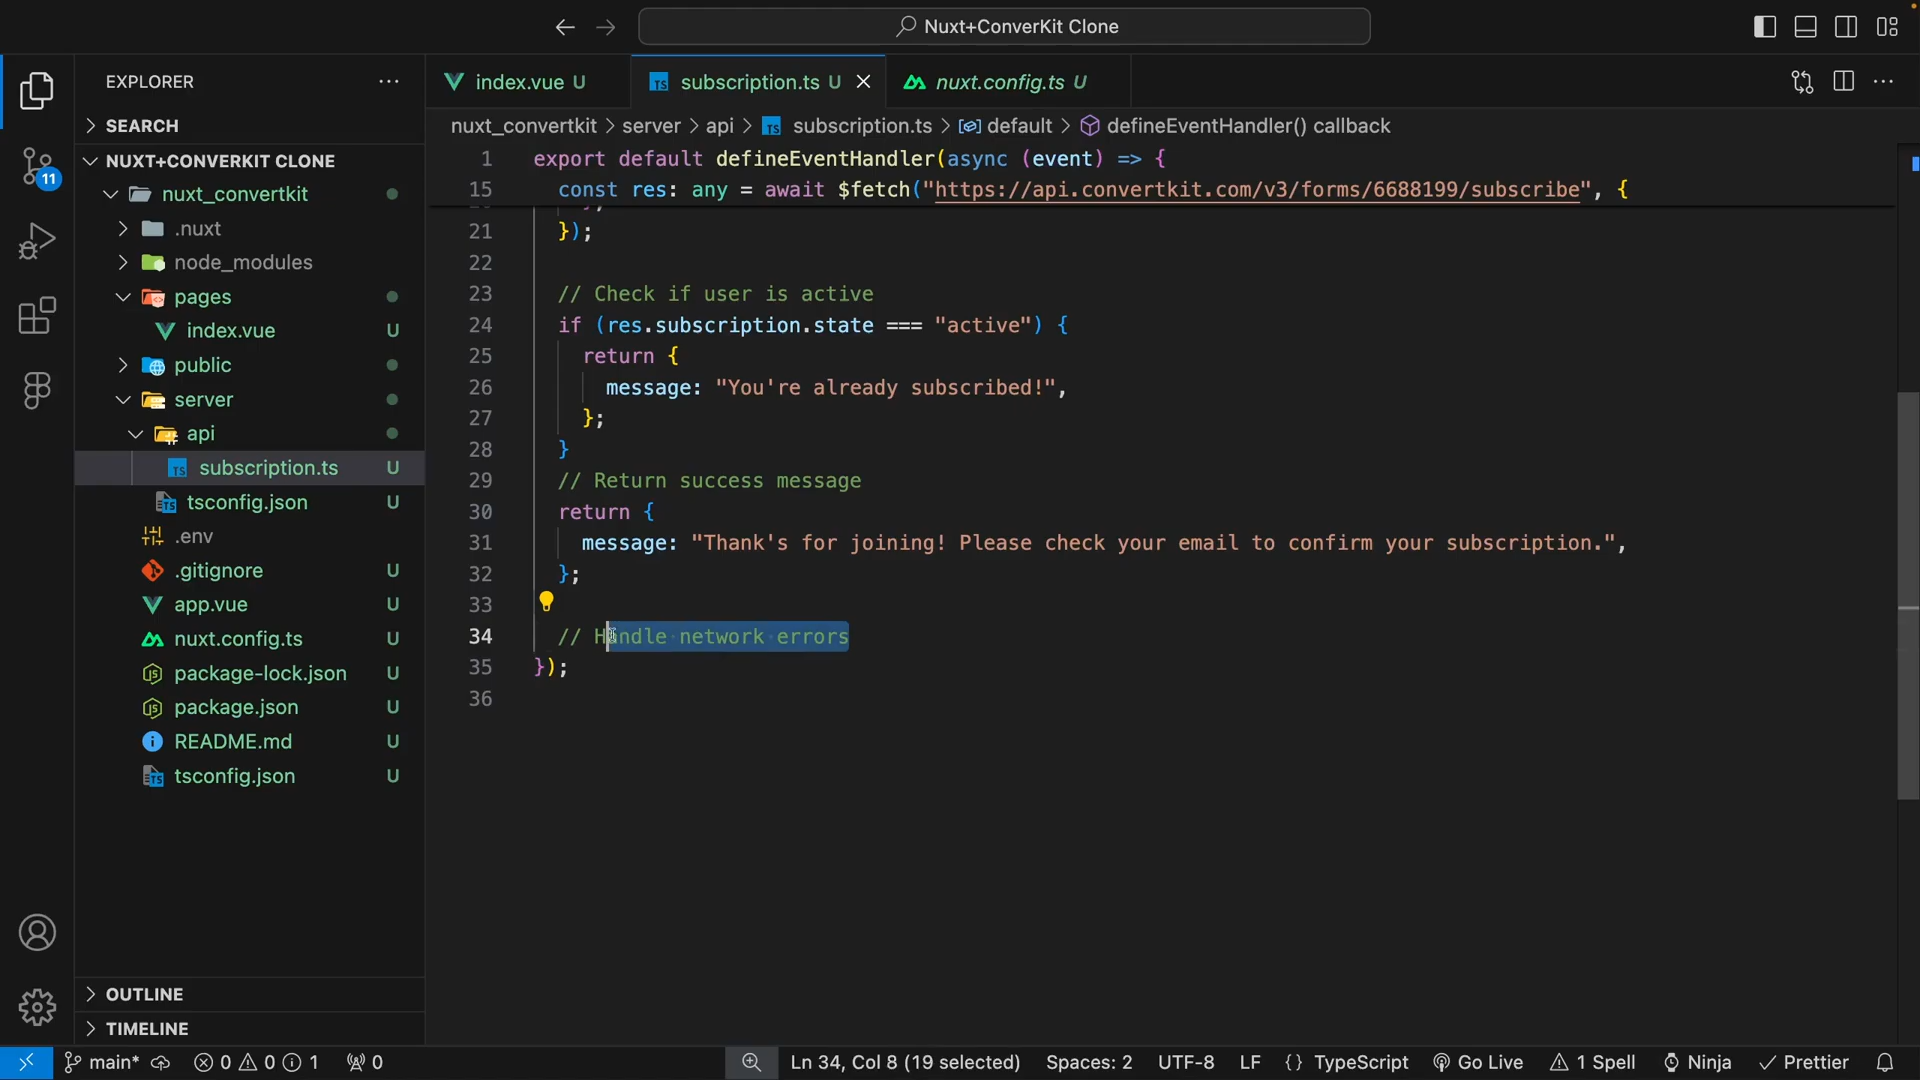 Nuxt+ConverKit Clone
EXPLORER
SEARCH
NUXT+CONVERKIT CLONE
nuxt_convertkit
.nuxt
node_modules
pages
index.vue U
public
server
api
subscription.ts U
tsconfig.json U
.env
.gitignore U
app.vue U
nuxt.config.ts U
package-lock.json U
package.json U
README.md U
tsconfig.json U
OUTLINE
TIMELINE
11
index.vue U
subscription.ts U
nuxt.config.ts U
nuxt_convertkit > server > api > TS subscription.ts > default > defineEventHandler() callback
1 export default defineEventHandler(async (event) => {
15 const res: any = await $fetch("https://api.convertkit.com/v3/forms/6688199/subscribe", {
21 });
22
23 // Check if user is active
24 if (res.subscription.state === "active") {
25 return {
26 message: "You're already subscribed!",
27 };
28 }
29 // Return success message
30 return {
31 message: "Thank's for joining! Please check your email to confirm your subscription.",
32 };
33
34 // Handle network errors
35 });
36
main* 0 0 1 0 Ln 34, Col 8 (19 selected) Spaces: 2 UTF-8 LF {} TypeScript Go Live 1 Spell Ninja Prettier